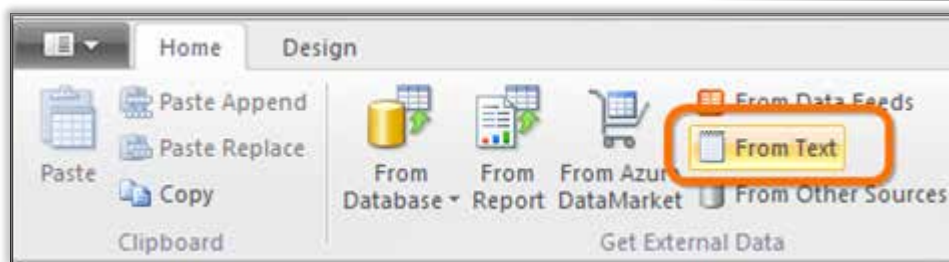 Home Design
Paste
Paste Append
Paste Replace
Copy
Clipboard
From
Database
From
Report
From Azure
DataMarket
From Data Feeds
From Text
From Other Sources
Get External Data